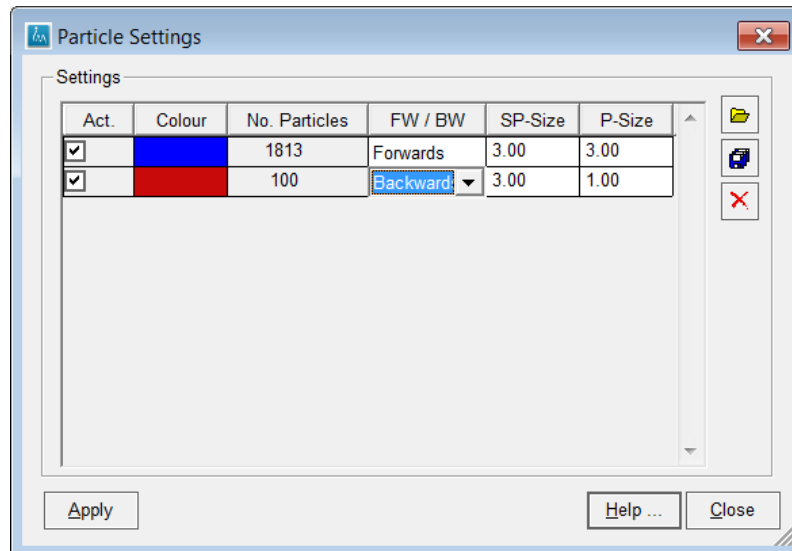 Particle Settings
Settings
Act. Colour No. Particles FW / BW SP-Size P-Size
1813 Forwards 3.00 3.00
100 Backward 3.00 1.00
Apply Help ... Close